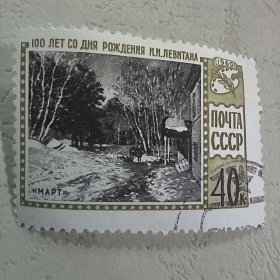 100 ЛЕТ СО ДНЯ РОЖДЕНИЯ И.И.ЛЕВИТАНА
ПОЧТА
СССР
«МАРТ»
40к